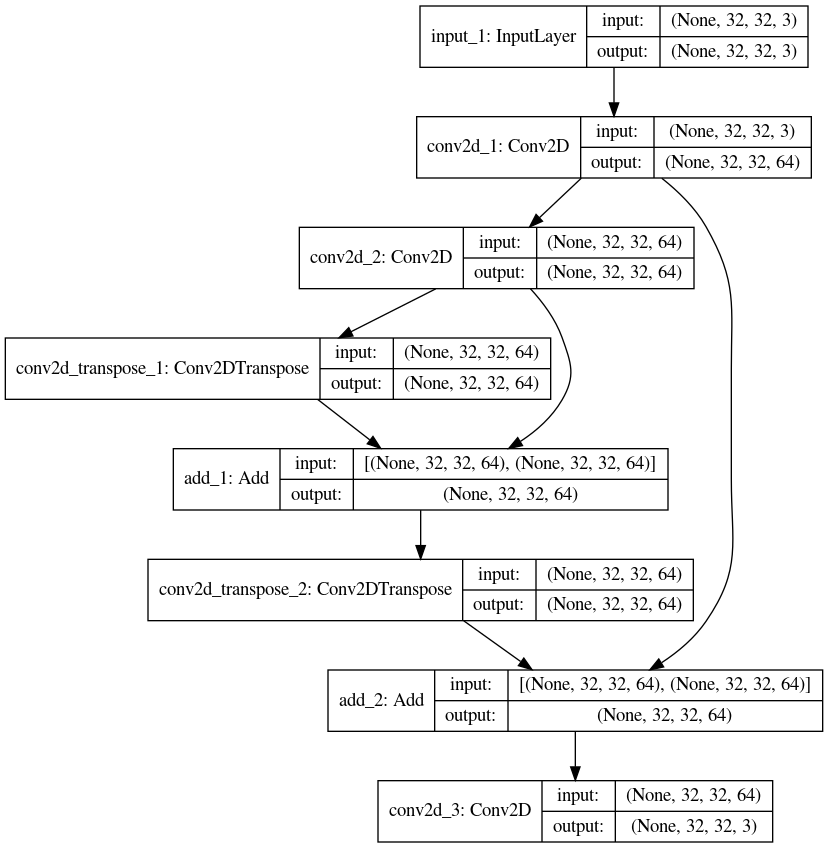 input_1: InputLayer
input: (None, 32, 32, 3)
output: (None, 32, 32, 3)
conv2d_1: Conv2D
input: (None, 32, 32, 3)
output: (None, 32, 32, 64)
conv2d_2: Conv2D
input: (None, 32, 32, 64)
output: (None, 32, 32, 64)
conv2d_transpose_1: Conv2DTranspose
input: (None, 32, 32, 64)
output: (None, 32, 32, 64)
add_1: Add
input: [(None, 32, 32, 64), (None, 32, 32, 64)]
output: (None, 32, 32, 64)
conv2d_transpose_2: Conv2DTranspose
input: (None, 32, 32, 64)
output: (None, 32, 32, 64)
add_2: Add
input: [(None, 32, 32, 64), (None, 32, 32, 64)]
output: (None, 32, 32, 64)
conv2d_3: Conv2D
input: (None, 32, 32, 64)
output: (None, 32, 32, 3)